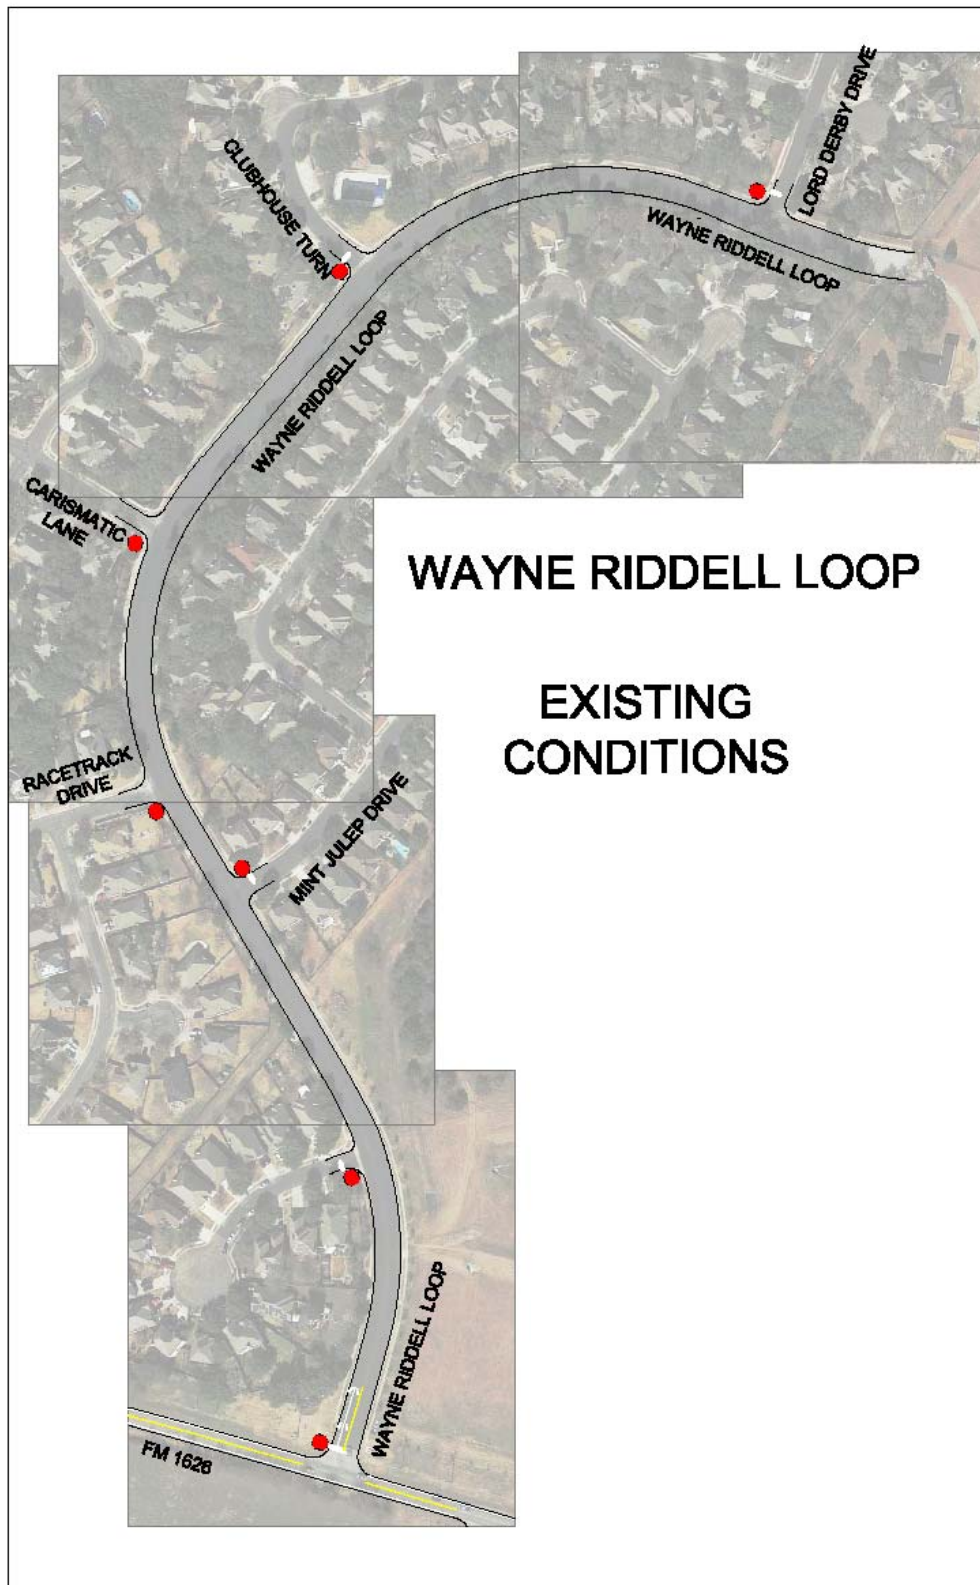 LORD DERBY DRIVE
CLUBHOUSE TURN
WAYNE RIDDELL LOOP
WAYNE RIDDELL LOOP
CARISMATIC
LANE
WAYNE RIDDELL LOOP
EXISTING
CONDITIONS
RACETRACK
DRIVE
MINT JULEP DRIVE
WAYNE RIDDELL LOOP
FM 1626